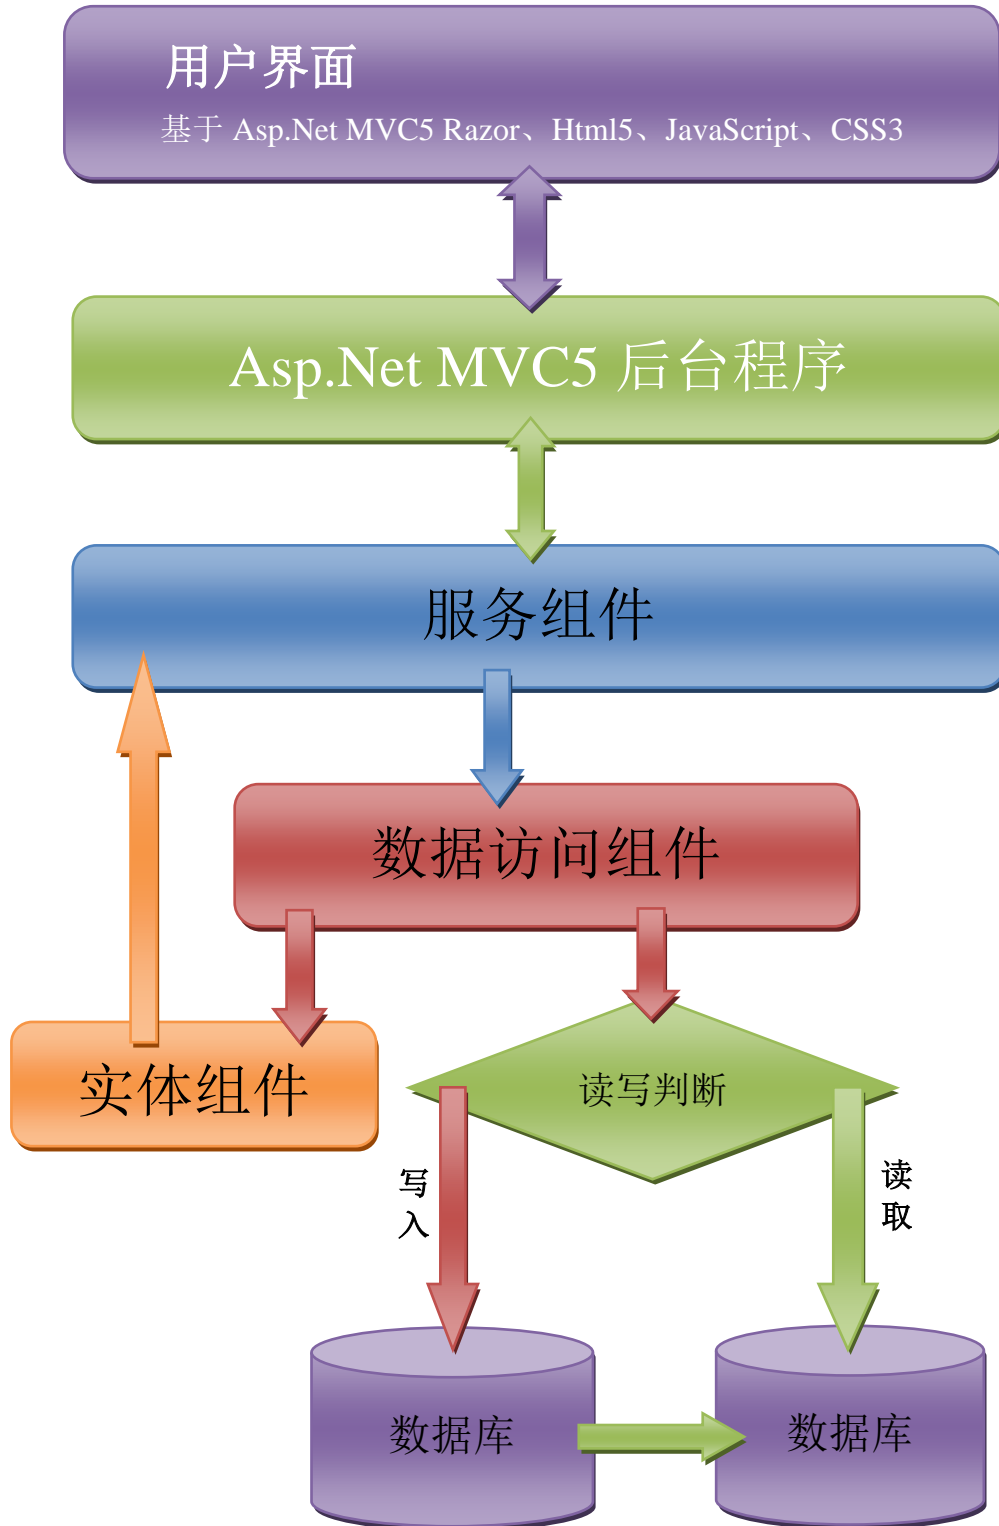 用户界面
基于 Asp.Net MVC5 Razor、Html5、JavaScript、CSS3
Asp.Net MVC5 后台程序
服务组件
数据访问组件
实体组件
读写判断
写入
读取
数据库
数据库